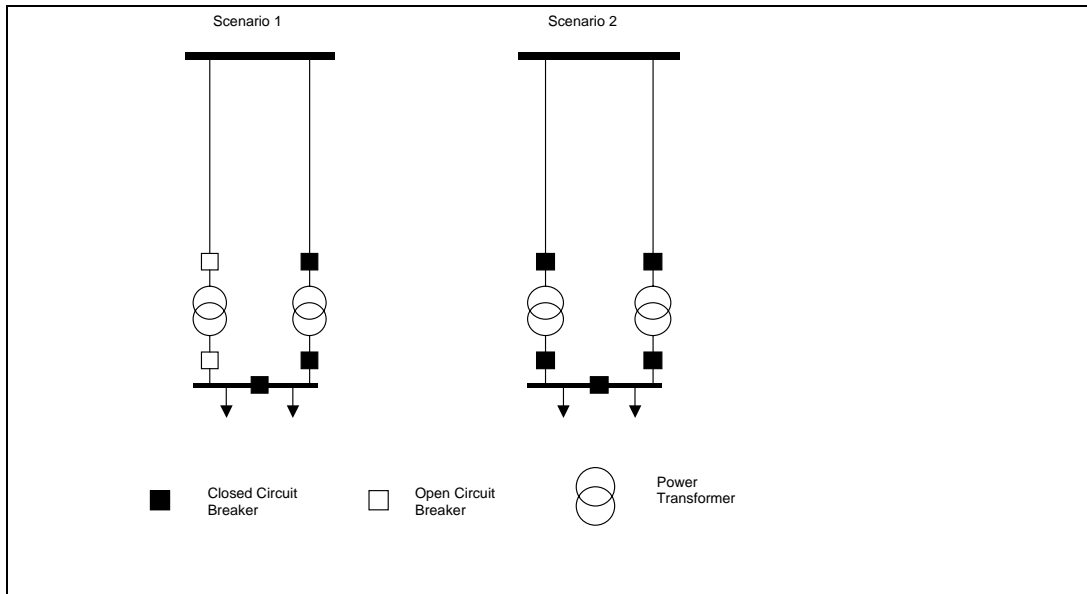 Scenario 1
Scenario 2
Closed Circuit
Breaker
Open Circuit
Breaker
Power
Transformer